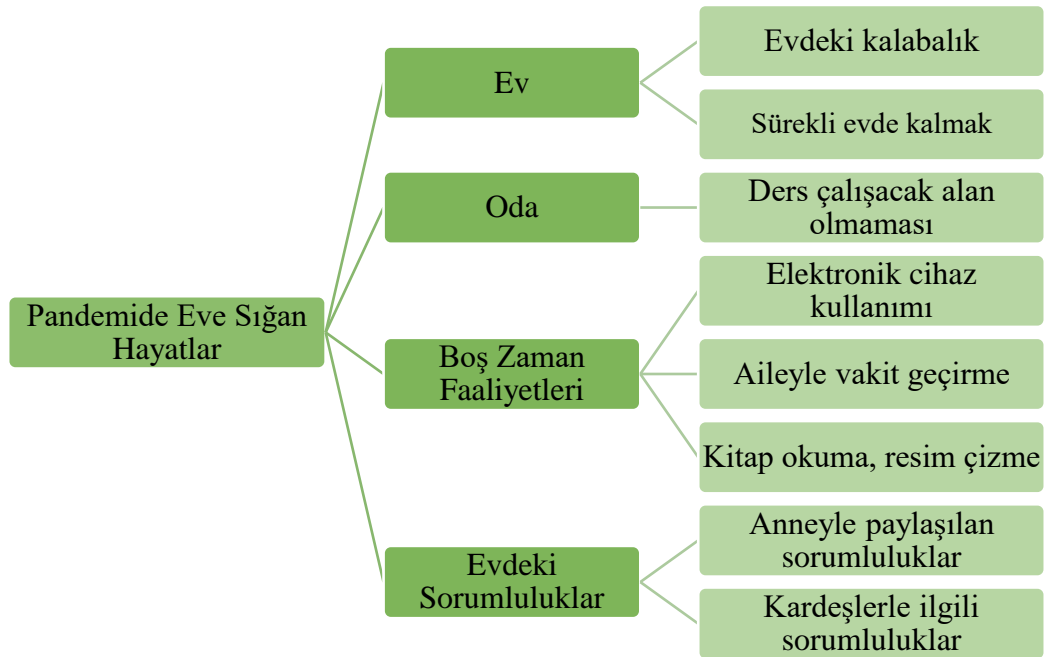 Pandemide Eve Sığan
Hayatlar
Ev
Evdeki kalabalık
Sürekli evde kalmak
Oda
Ders çalışacak alan
olmaması
Boş Zaman
Faaliyetleri
Elektronik cihaz
kullanımı
Aileyle vakit geçirme
Kitap okuma, resim çizme
Evdeki
Sorumluluklar
Anneyle paylaşılan
sorumluluklar
Kardeşlerle ilgili
sorumluluklar